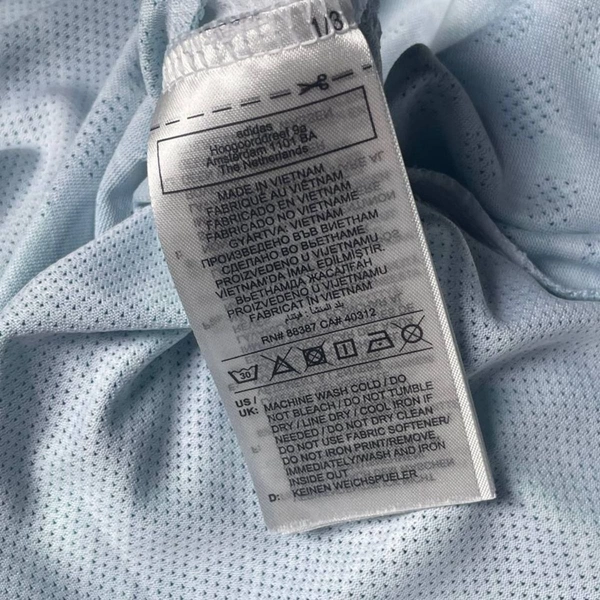 1/3
adidas
Hoogoorddreef 9a
Amsterdam 1101 BA
The Netherlands
MADE IN VIETNAM
FABRIQUÉ AU VIETNAM
FABRICADO EN VIETNAM
FABRICADO NO VIETNAME
GYÁRTVA: VIETNAM
ПРОИЗВЕДЕНО ВЪВ ВИЕТНАМ
СДЕЛАНО ВО ВЬЕТНАМЕ
PROIZVEDENO U VIJETNAMU
VIETNAM'DA IMAL EDİLMİŞTİR.
ВЬЕТНАМДА ЖАСАЛҒАН
PROIZVEDENO U VIJETNAMU
FABRICAT IN VIETNAM
RN# 88387 CA# 40312
30
US / UK: MACHINE WASH COLD / DO
NOT BLEACH / DO NOT TUMBLE
DRY / LINE DRY / COOL IRON IF
NEEDED / DO NOT DRY CLEAN
DO NOT USE FABRIC SOFTENER/
DO NOT IRON PRINT/REMOVE
IMMEDIATELY/WASH AND IRON
INSIDE OUT
D: KEINEN WEICHSPUELER